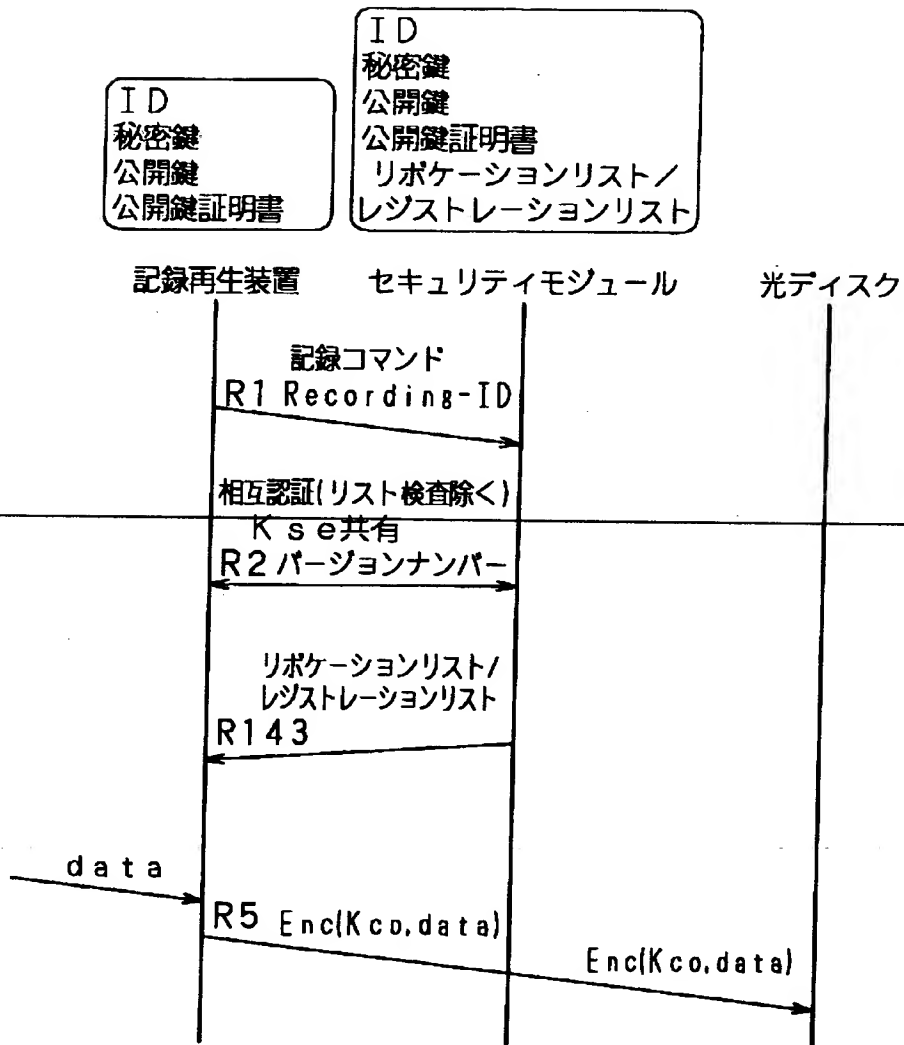 ID
秘密鍵
公開鍵
公開鍵証明書
ID
秘密鍵
公開鍵
公開鍵証明書
リボケーションリスト/
レジストレーションリスト
記録再生装置
セキュリティモジュール
光ディスク
記録コマンド
R1 Recording-ID
相互認証(リスト検査除く)
Kse共有
R2 バージョンナンバー
リボケーションリスト/
レジストレーションリスト
R143
data
R5 Enc(Kco,data)
Enc(Kco,data)